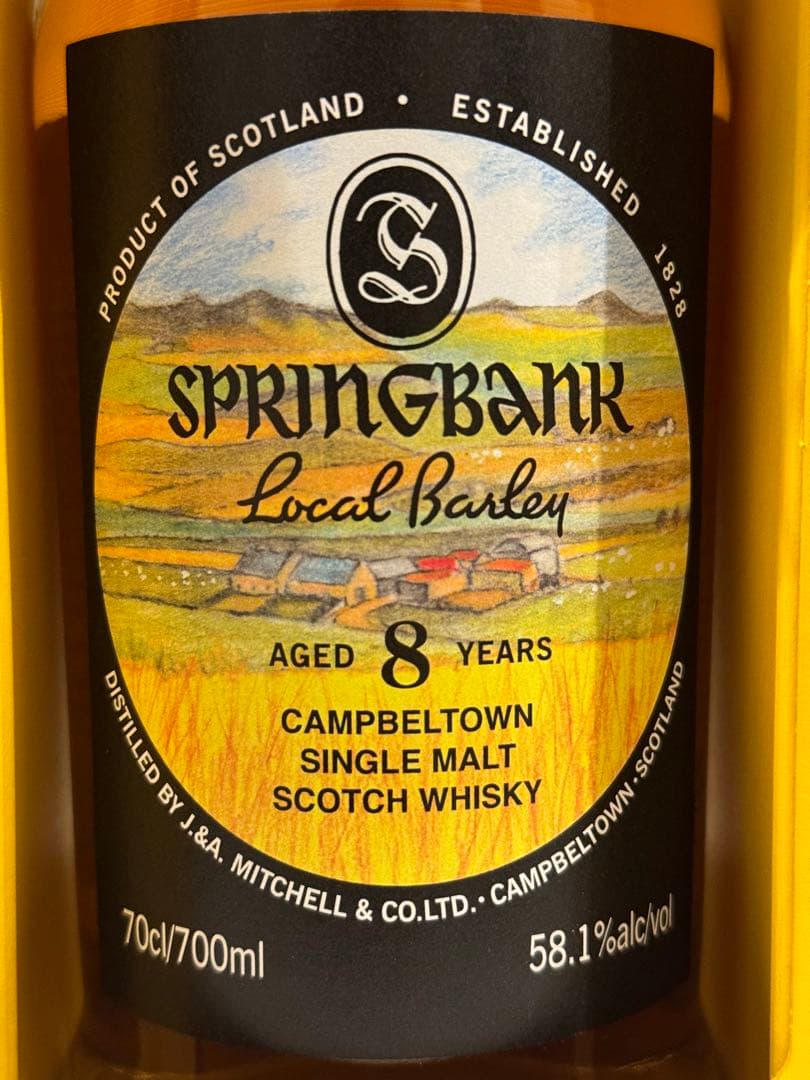 PRODUCT OF SCOTLAND • ESTABLISHED 1828
S
SPRINGBANK
Local Barley
AGED 8 YEARS
CAMPBELTOWN
SINGLE MALT
SCOTCH WHISKY
DISTILLED BY J.&A. MITCHELL & CO.LTD.·CAMPBELTOWN·SCOTLAND
70cl/700ml
58.1%alc/vol